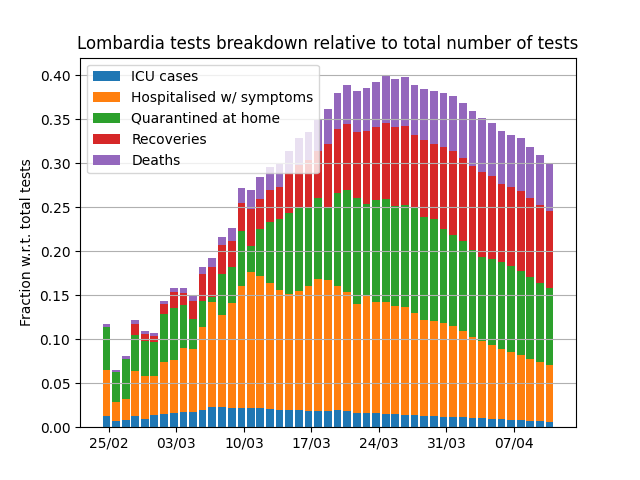 Lombardia tests breakdown relative to total number of tests
Fraction w.r.t. total tests
0.40
0.35
0.30
0.25
0.20
0.15
0.10
0.05
0.00
ICU cases
Hospitalised w/ symptoms
Quarantined at home
Recoveries
Deaths
25/02 03/03 10/03 17/03 24/03 31/03 07/04